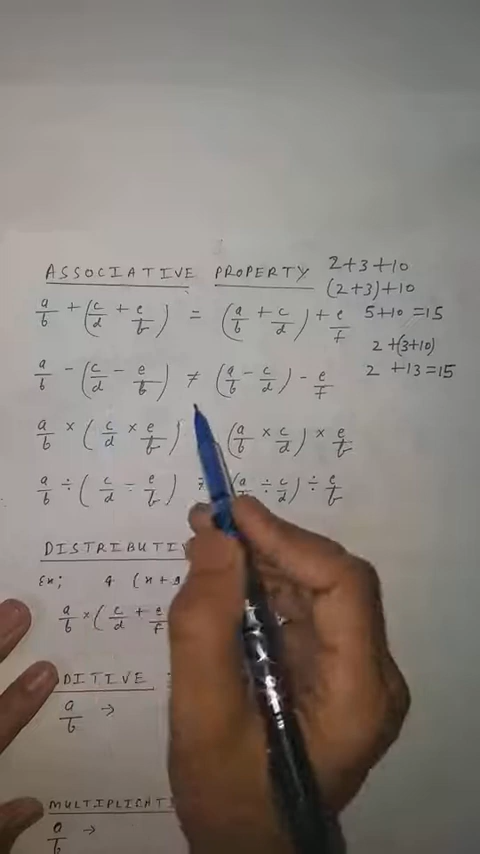 ASSOCIATIVE PROPERTY
2+3+10
(2+3)+10
5+10=15
2+(3+10)
2+13=15
a/b + (c/d + e/f) = (a/b + c/d) + e/f
a/b - (c/d - e/f) ≠ (a/b - c/d) - e/f
a/b × (c/d × e/f) (a/b × c/d) × e/f
a/b ÷ (c/d ÷ e/f) ÷ c/d) ÷ e/f
DISTRIBUTI
Ex; 4 (x+
a/b × (c/d + e/f
DITIVE
a/b →
MULTIPLICATI
a/b →